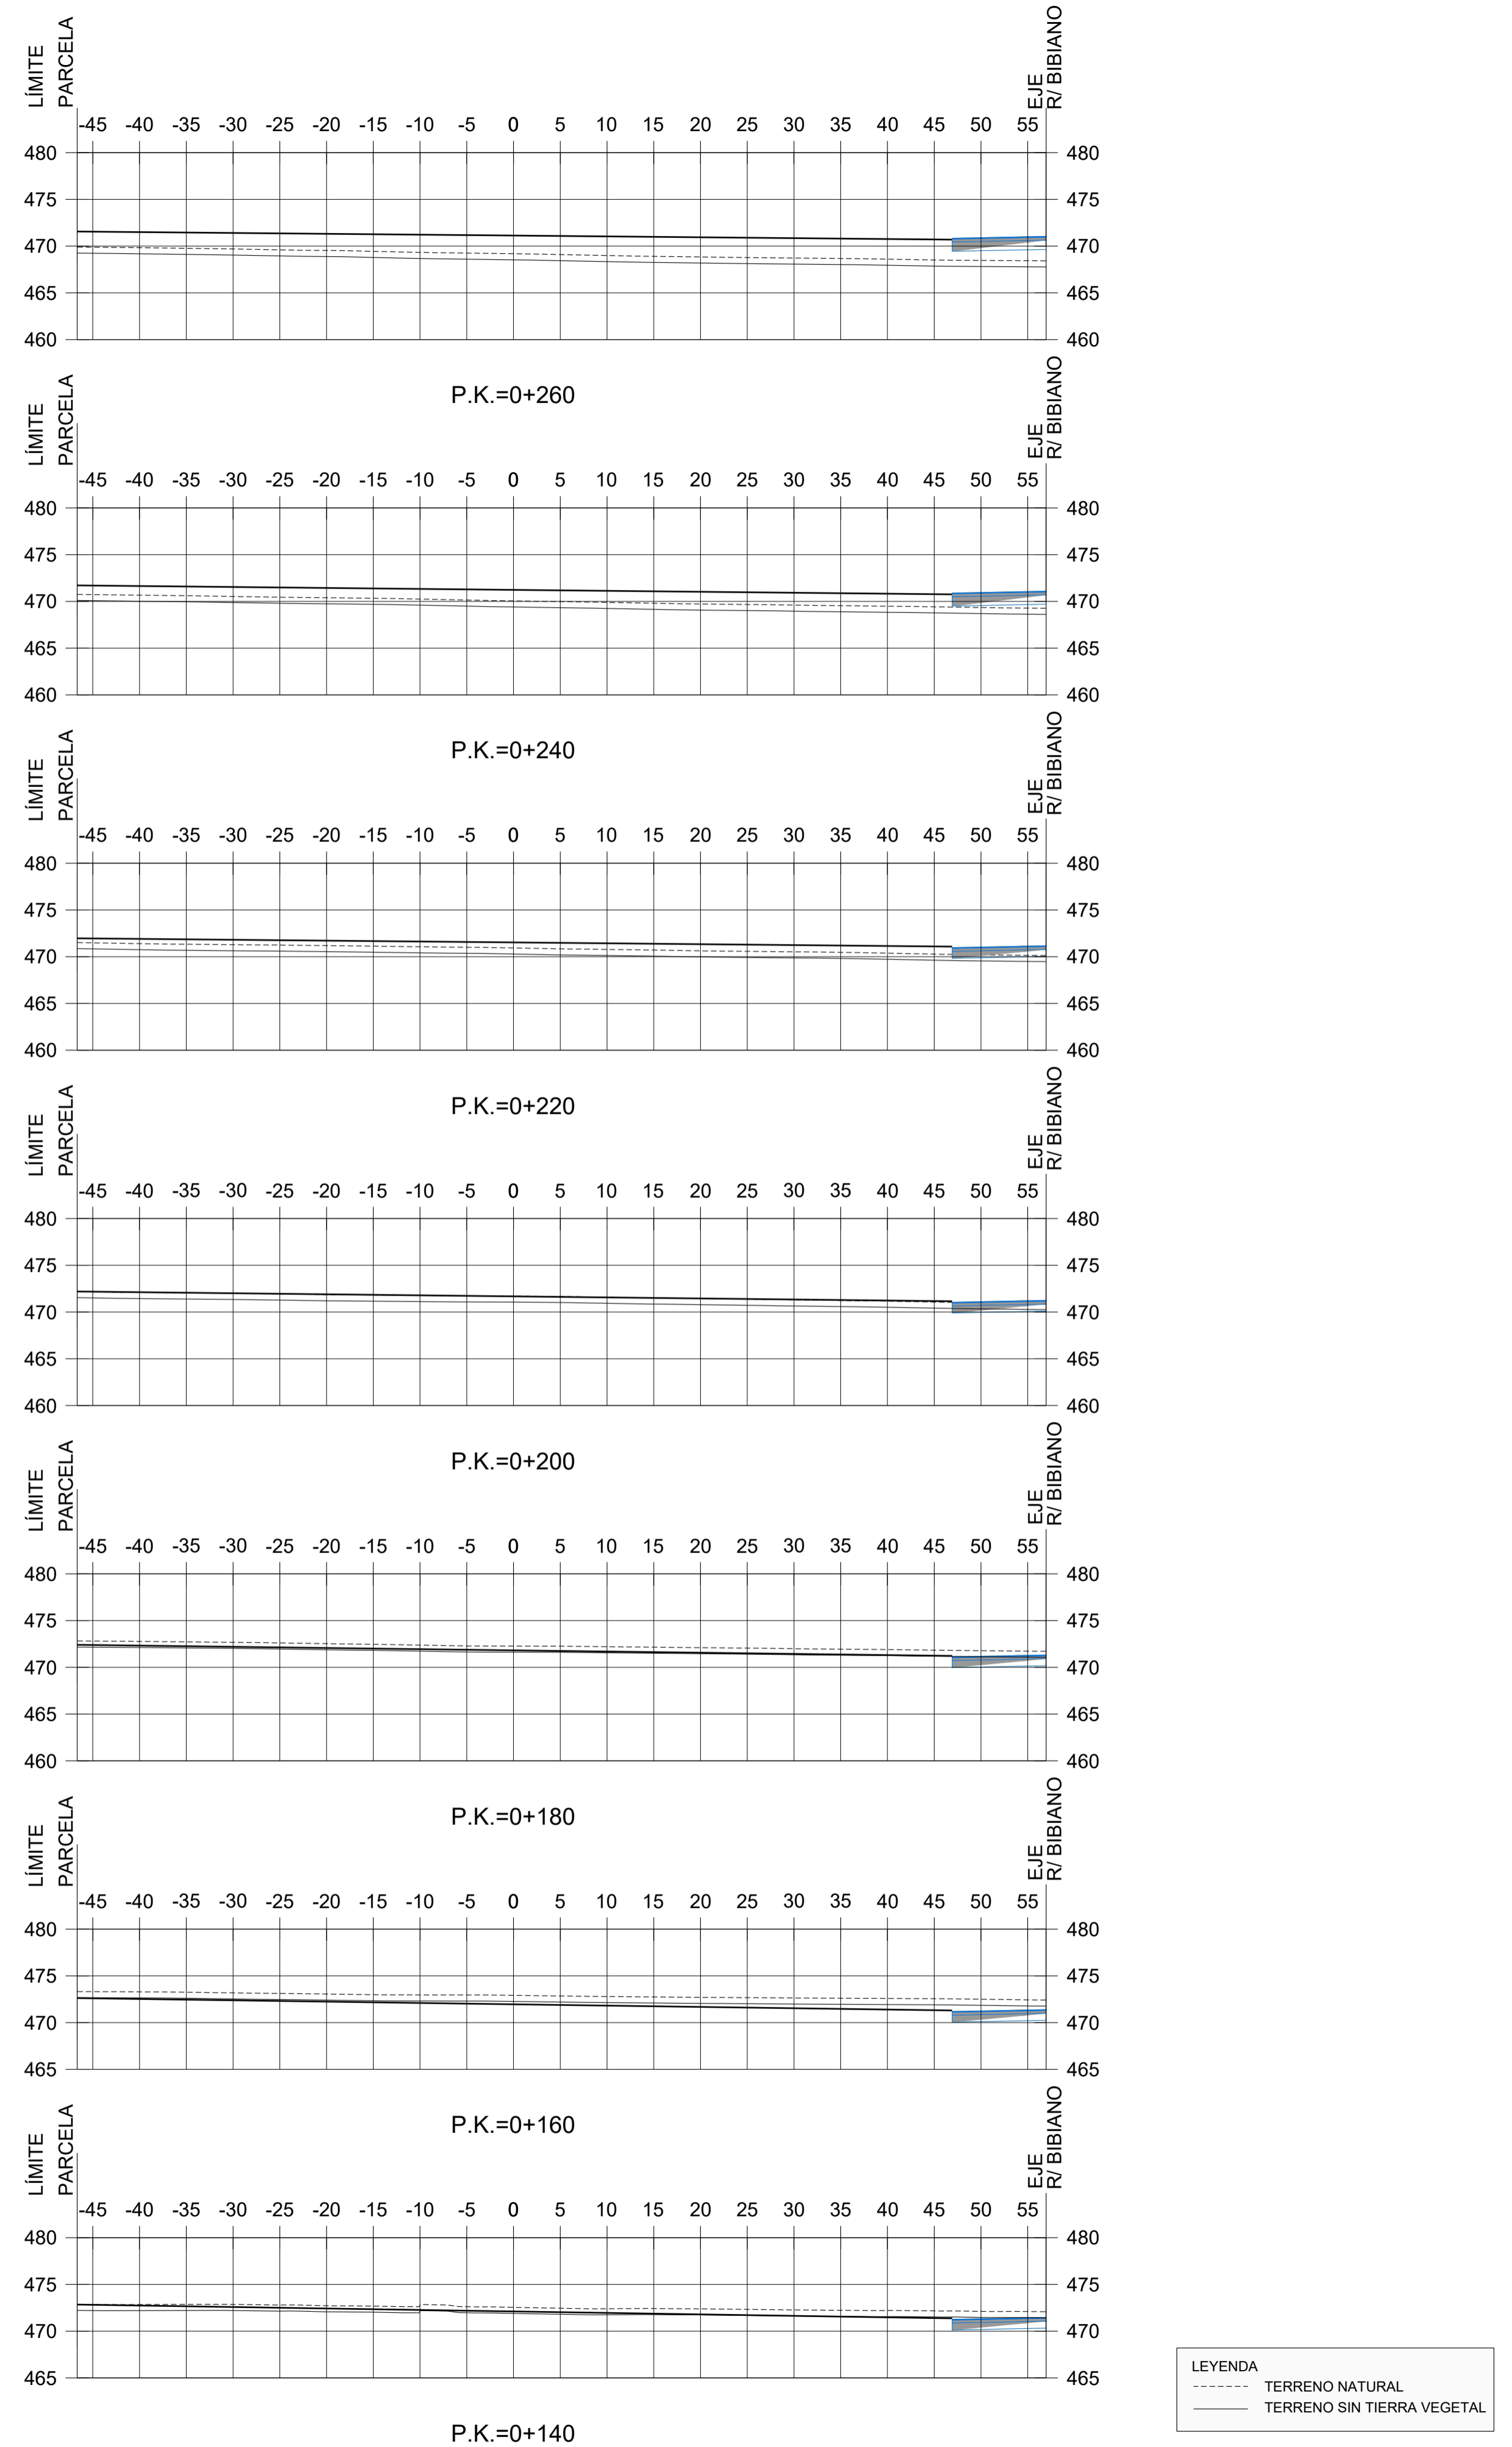 LÍMITE
PARCELA
EJE
R/ BIBIANO
-45 -40 -35 -30 -25 -20 -15 -10 -5 0 5 10 15 20 25 30 35 40 45 50 55
480 480
475 475
470 470
465 465
460 460
P.K.=0+260
LÍMITE
PARCELA
EJE
R/ BIBIANO
-45 -40 -35 -30 -25 -20 -15 -10 -5 0 5 10 15 20 25 30 35 40 45 50 55
480 480
475 475
470 470
465 465
460 460
P.K.=0+240
LÍMITE
PARCELA
EJE
R/ BIBIANO
-45 -40 -35 -30 -25 -20 -15 -10 -5 0 5 10 15 20 25 30 35 40 45 50 55
480 480
475 475
470 470
465 465
460 460
P.K.=0+220
LÍMITE
PARCELA
EJE
R/ BIBIANO
-45 -40 -35 -30 -25 -20 -15 -10 -5 0 5 10 15 20 25 30 35 40 45 50 55
480 480
475 475
470 470
465 465
460 460
P.K.=0+200
LÍMITE
PARCELA
EJE
R/ BIBIANO
-45 -40 -35 -30 -25 -20 -15 -10 -5 0 5 10 15 20 25 30 35 40 45 50 55
480 480
475 475
470 470
465 465
460 460
P.K.=0+180
LÍMITE
PARCELA
EJE
R/ BIBIANO
-45 -40 -35 -30 -25 -20 -15 -10 -5 0 5 10 15 20 25 30 35 40 45 50 55
480 480
475 475
470 470
465 465
P.K.=0+160
LÍMITE
PARCELA
EJE
R/ BIBIANO
-45 -40 -35 -30 -25 -20 -15 -10 -5 0 5 10 15 20 25 30 35 40 45 50 55
480 480
475 475
470 470
465 465
P.K.=0+140
LEYENDA
TERRENO NATURAL
TERRENO SIN TIERRA VEGETAL